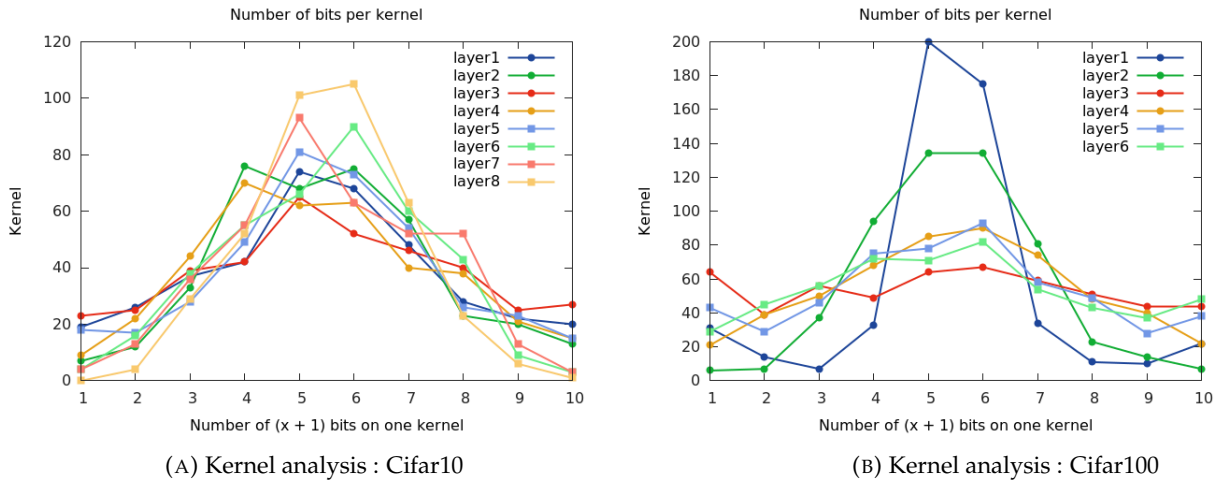 Number of bits per kernel
120
100
80
60
40
20
0
Kernel
layer1
layer2
layer3
layer4
layer5
layer6
layer7
layer8
1 2 3 4 5 6 7 8 9 10
Number of (x + 1) bits on one kernel
(A) Kernel analysis : Cifar10
Number of bits per kernel
200
180
160
140
120
100
80
60
40
20
0
Kernel
layer1
layer2
layer3
layer4
layer5
layer6
1 2 3 4 5 6 7 8 9 10
Number of (x + 1) bits on one kernel
(B) Kernel analysis : Cifar100